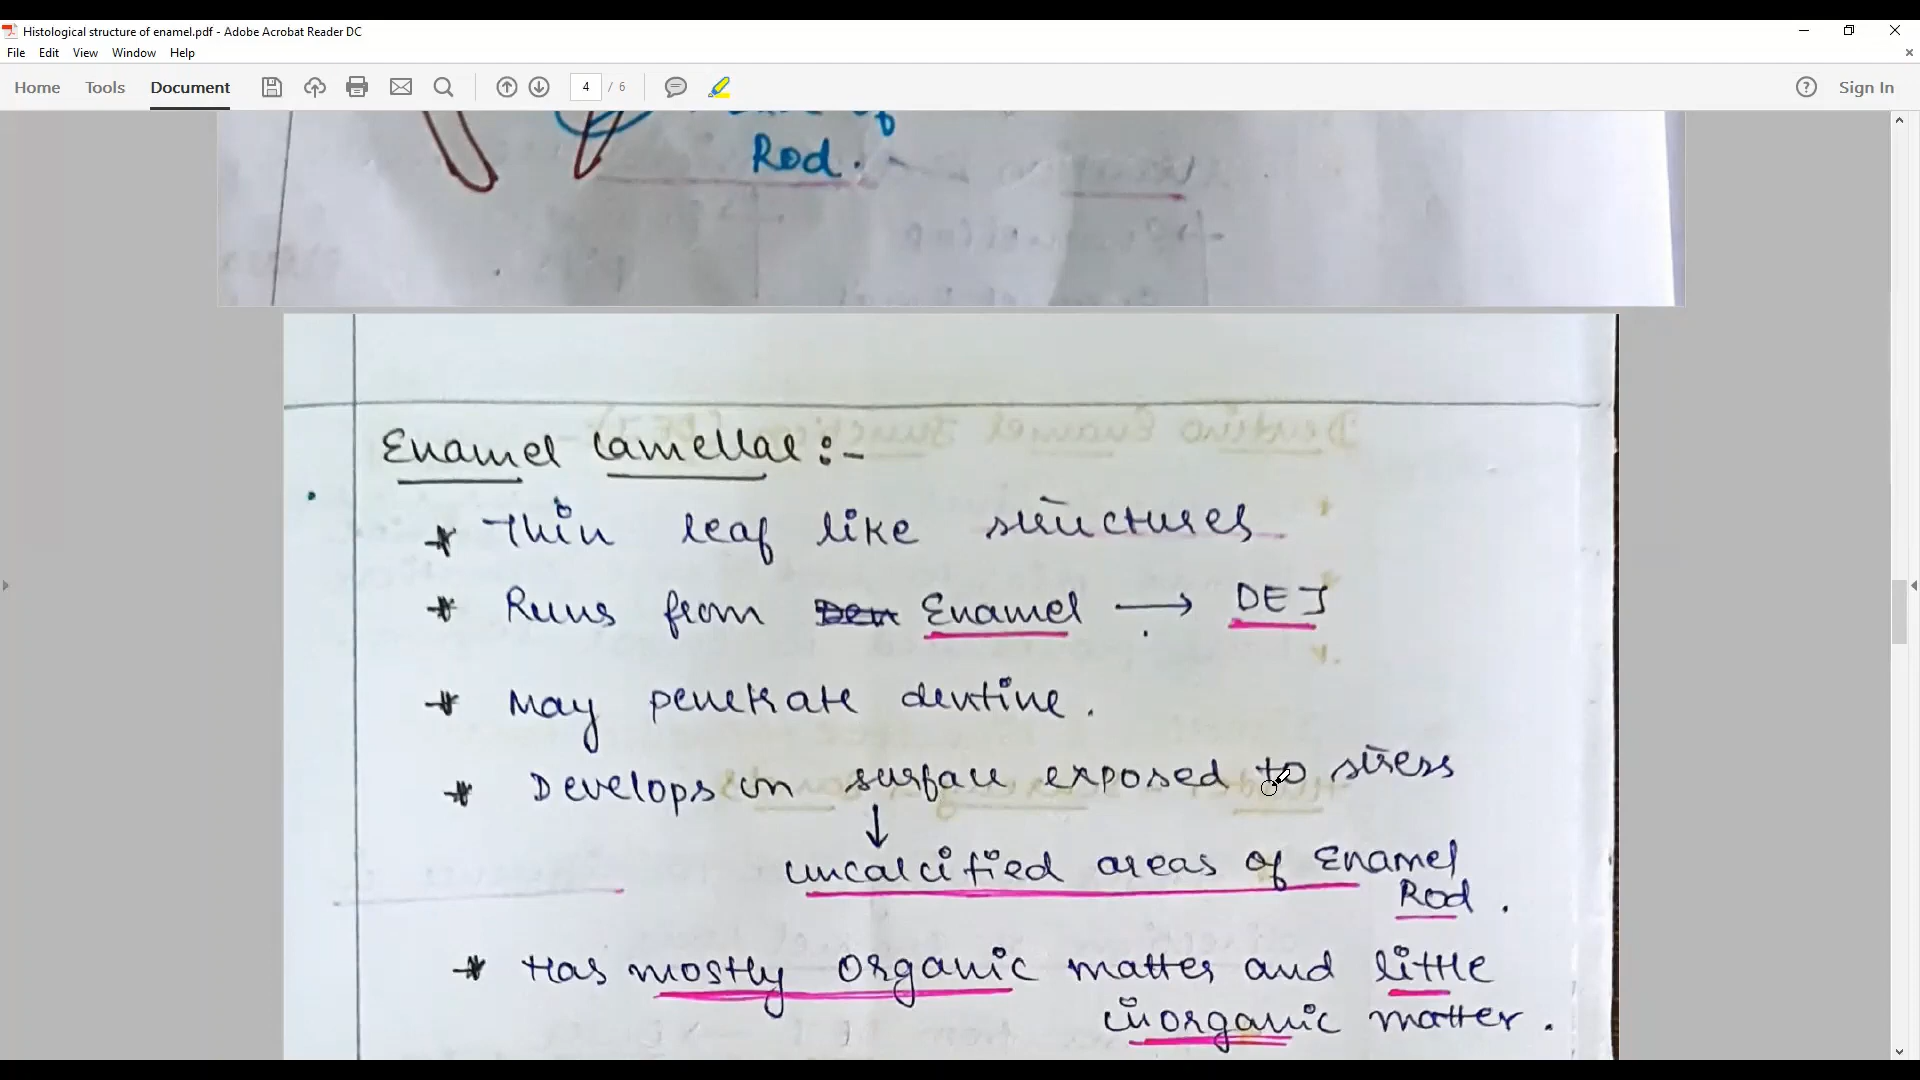 Histological structure of enamel.pdf - Adobe Acrobat Reader DC
File Edit View Window Help
Home Tools Document 4 / 6 Sign In
Rod.
Enamel Lamellae :-
* Thin leaf like structures
* Runs from Den Enamel → DEJ
* May penetrate dentine.
* Develops in surface exposed to stress
↓
uncalcified areas of Enamel
Rod.
* Has mostly organic matter and little
inorganic matter.